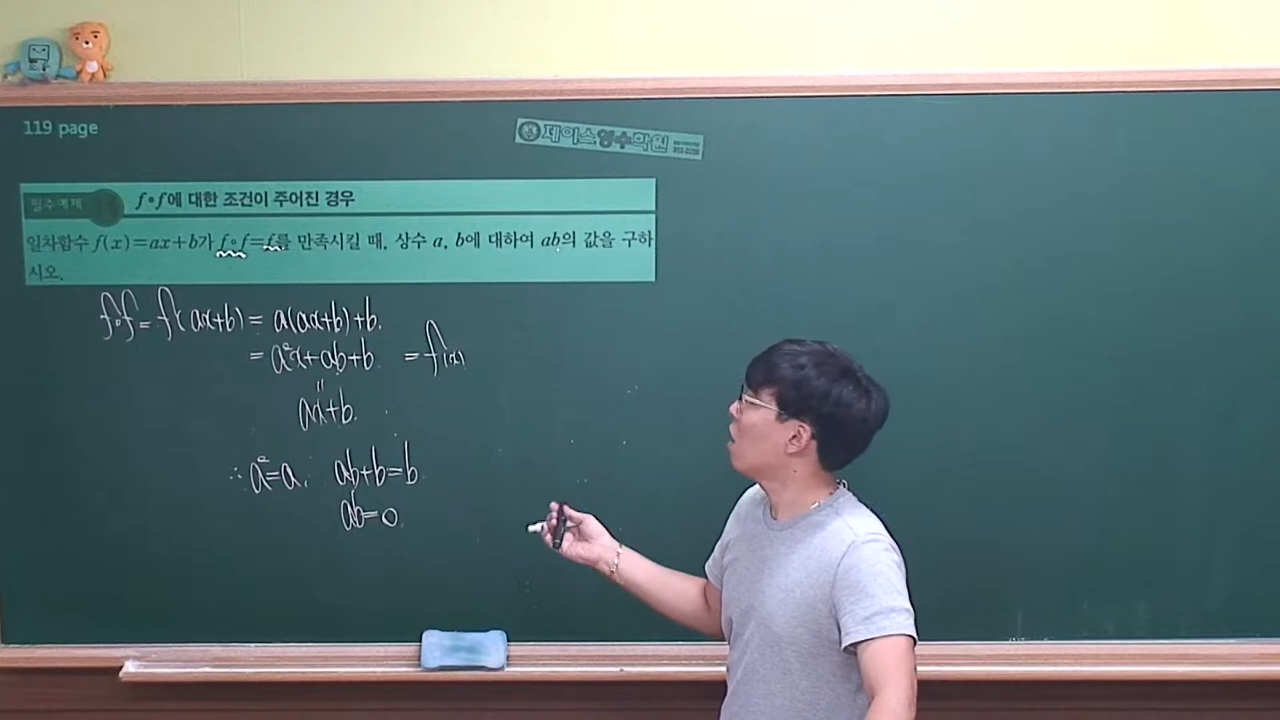 119 page
제이스영수학원
필수예제
f∘f에 대한 조건이 주어진 경우
일차함수 f(x)=ax+b가 f∘f=f를 만족시킬 때, 상수 a, b에 대하여 ab의 값을 구하
시오.
f∘f = f(ax+b) = a(ax+b)+b.
= a²x+ab+b = f(x)
"
ax+b.
∴ a²=a. ab+b=b.
ab=0.